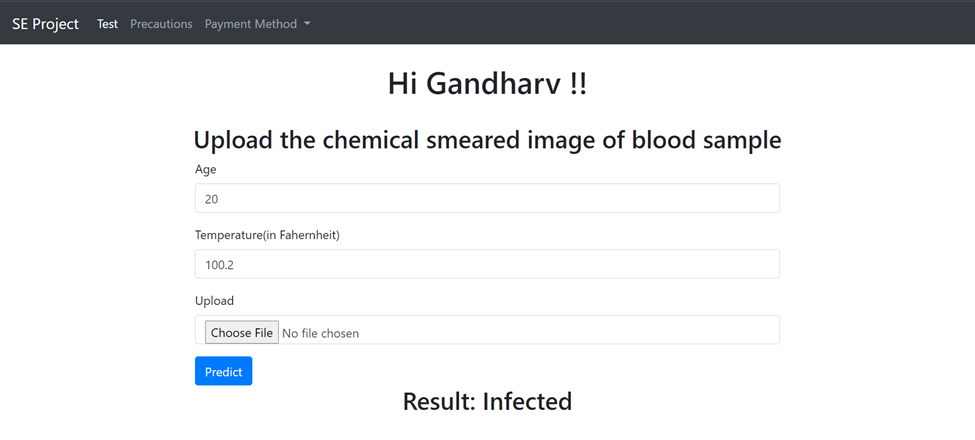 SE Project Test Precautions Payment Method
Hi Gandharv !!
Upload the chemical smeared image of blood sample
Age
20
Temperature(in Fahernheit)
100.2
Upload
Choose File No file chosen
Predict
Result: Infected